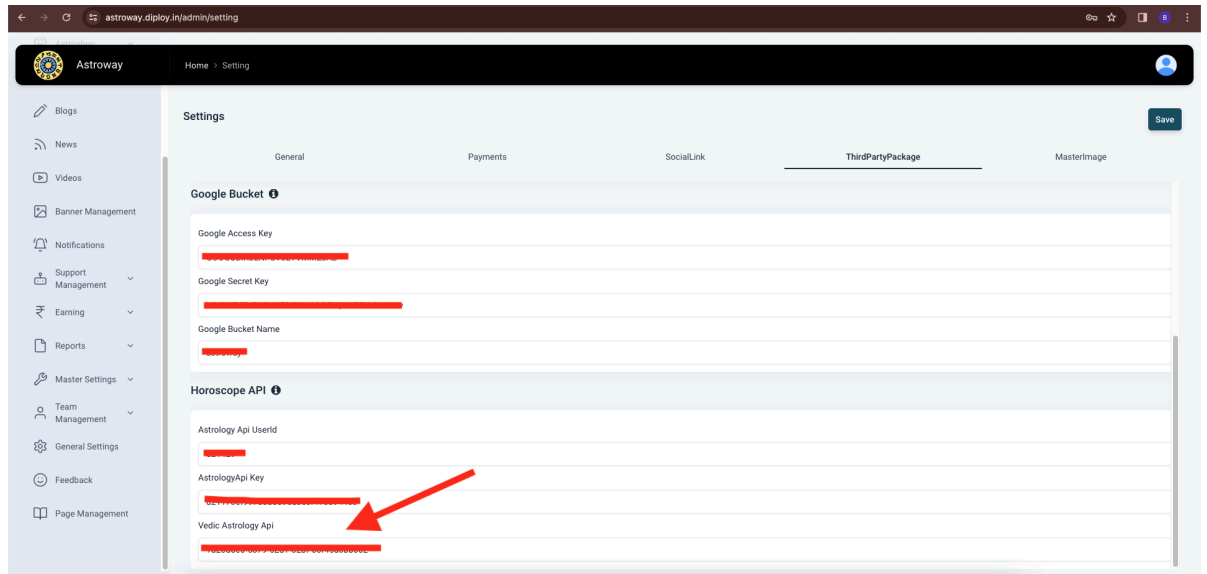 astroway.diploy.in/admin/setting
B
Astroway
Home > Setting
Blogs
News
Videos
Banner Management
Notifications
Support
Management
Earning
Reports
Master Settings
Team
Management
General Settings
Feedback
Page Management
Settings
Save
General
Payments
SocialLink
ThirdPartyPackage
MasterImage
Google Bucket
Google Access Key
Google Secret Key
Google Bucket Name
Horoscope API
Astrology Api UserId
AstrologyApi Key
Vedic Astrology Api